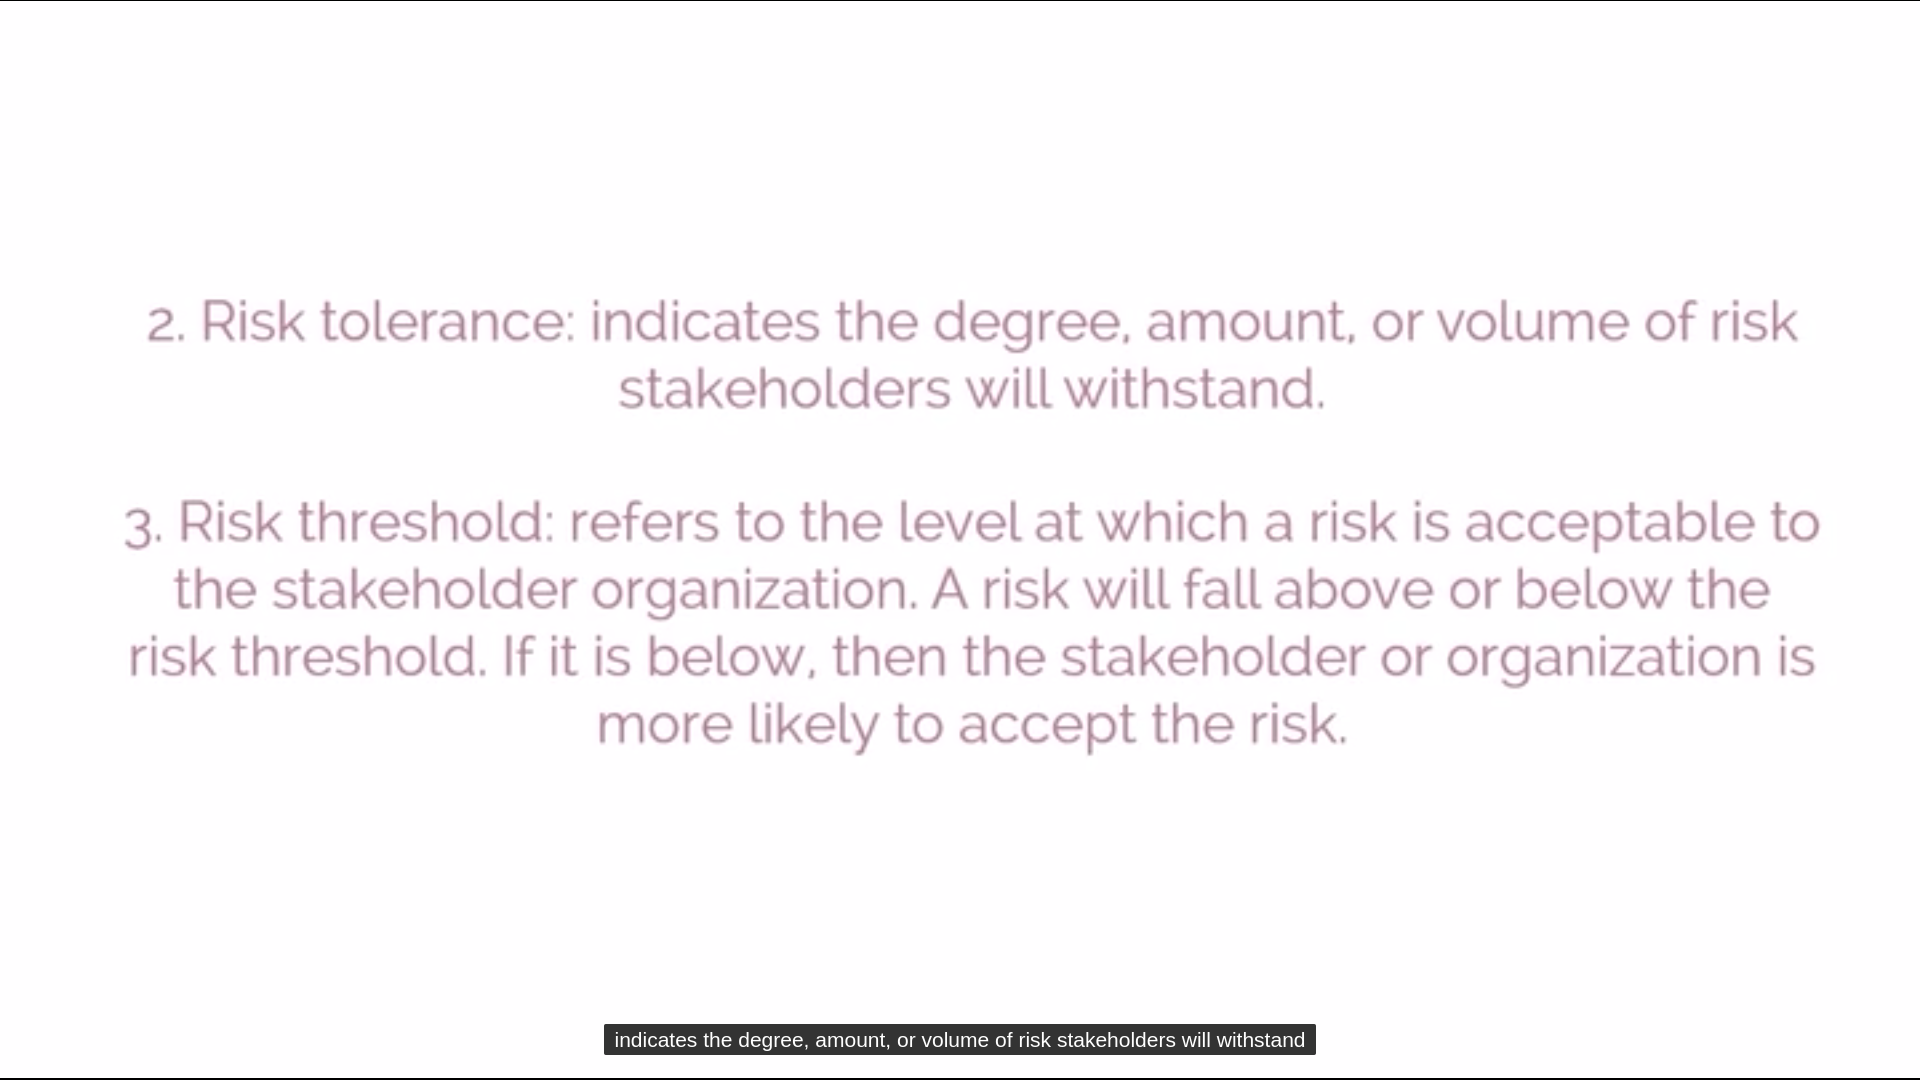 2. Risk tolerance: indicates the degree, amount, or volume of risk
stakeholders will withstand.
3. Risk threshold: refers to the level at which a risk is acceptable to
the stakeholder organization. A risk will fall above or below the
risk threshold. If it is below, then the stakeholder or organization is
more likely to accept the risk.
indicates the degree, amount, or volume of risk stakeholders will withstand